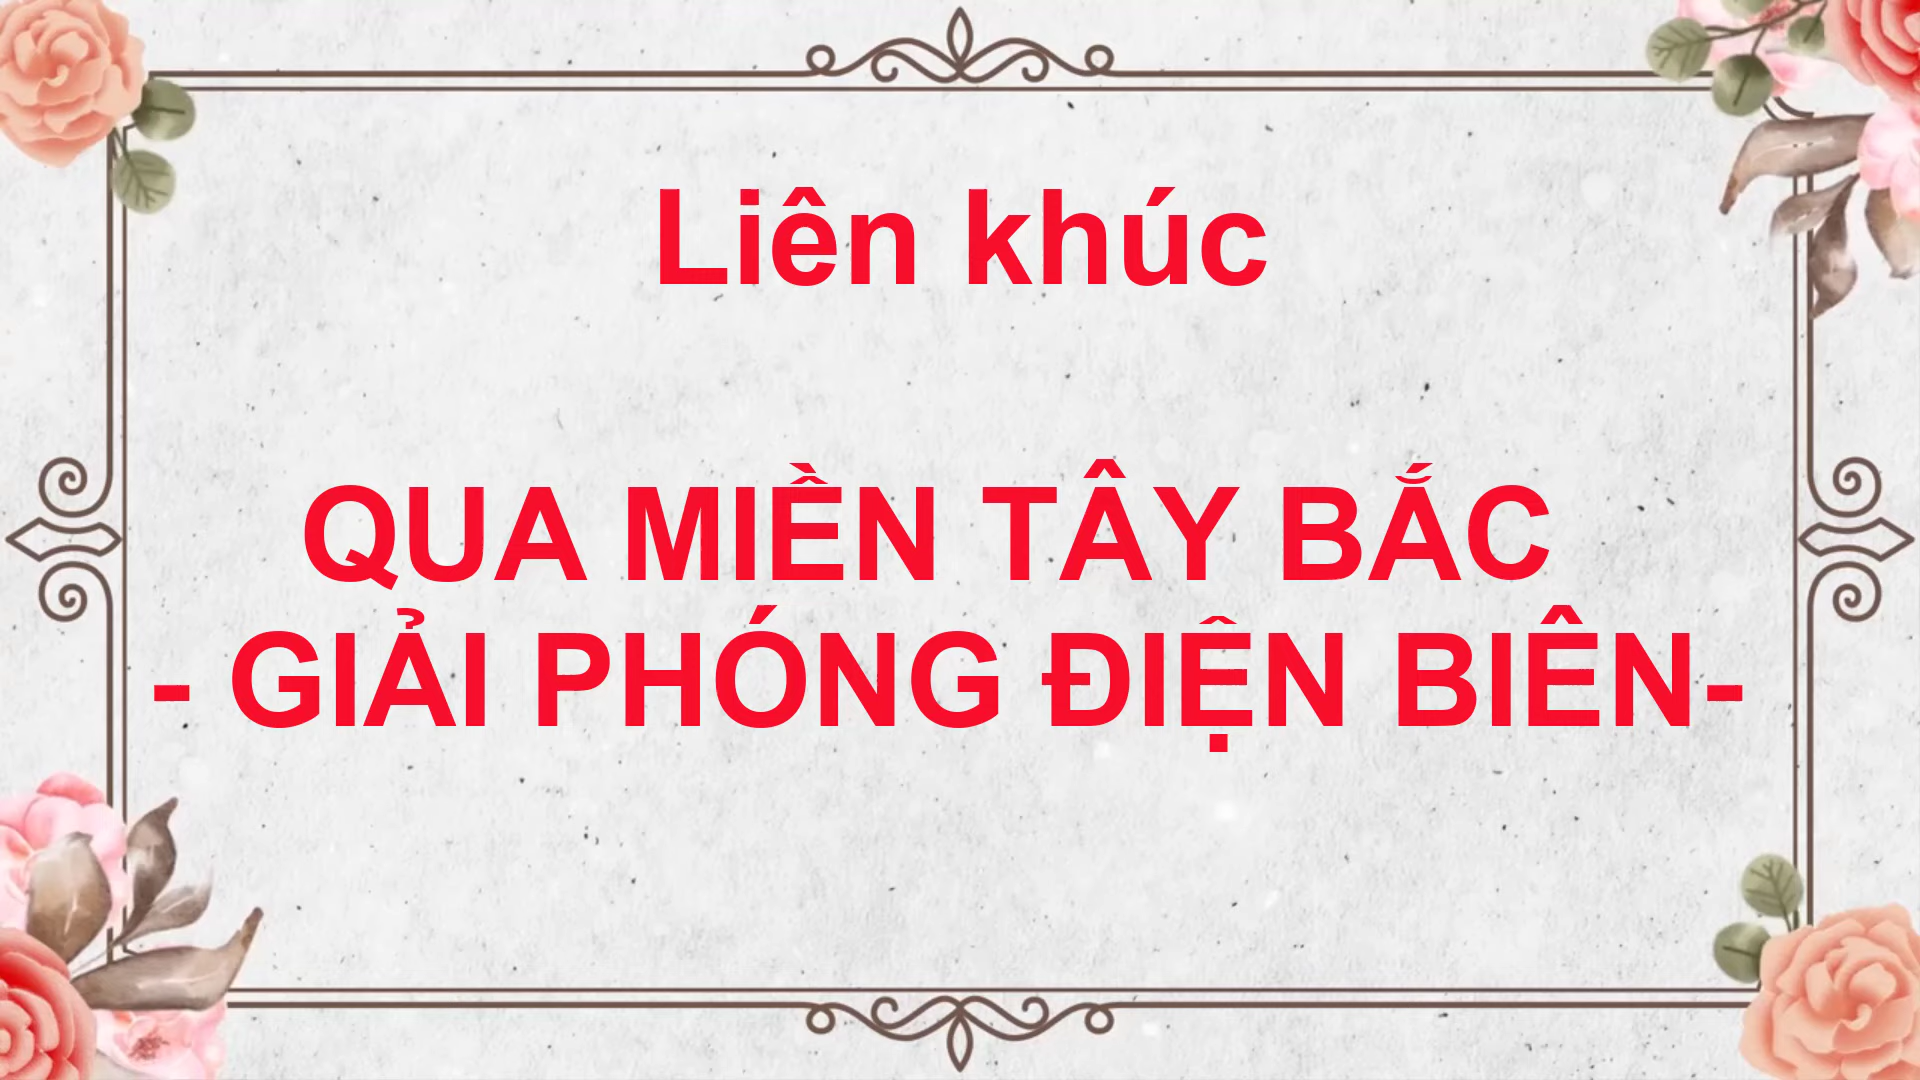 Liên khúc
QUA MIỀN TÂY BẮC
- GIẢI PHÓNG ĐIỆN BIÊN-